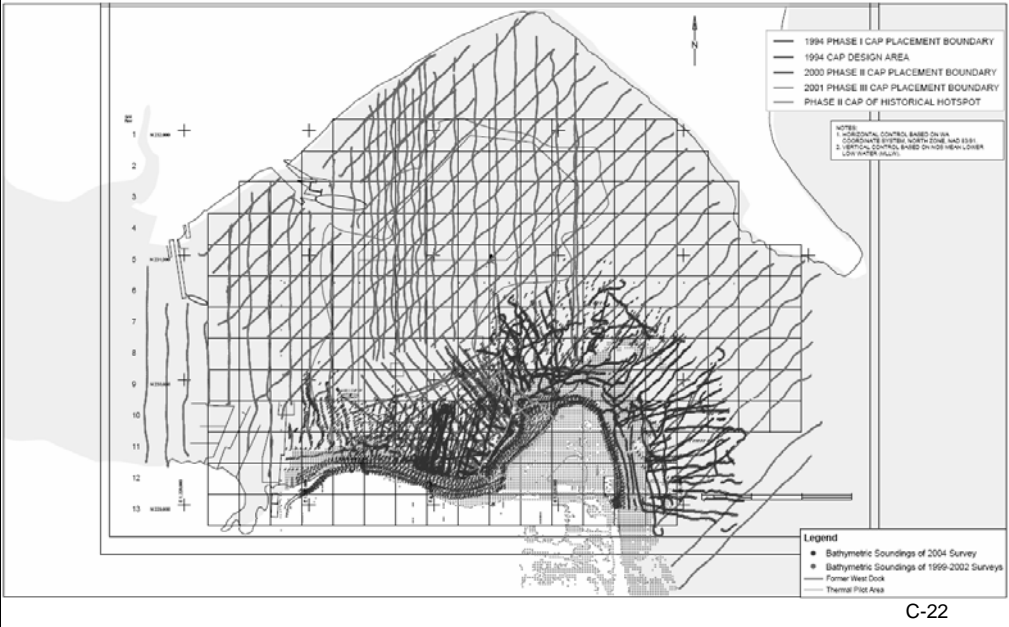 N
1994 PHASE I CAP PLACEMENT BOUNDARY
1994 CAP DESIGN AREA
2000 PHASE II CAP PLACEMENT BOUNDARY
2001 PHASE III CAP PLACEMENT BOUNDARY
PHASE II CAP OF HISTORICAL HOTSPOT
NOTES:
1. HORIZONTAL CONTROL BASED ON WA
COORDINATE SYSTEM, NORTH ZONE, NAD 83/91.
2. VERTICAL CONTROL BASED ON NOS MEAN LOWER
LOW WATER (MLLW).
1
2
3
4
5
6
7
8
9
10
11
12
13
Legend
Bathymetric Soundings of 2004 Survey
Bathymetric Soundings of 1999-2002 Surveys
Former West Dock
Thermal Pilot Area
C-22